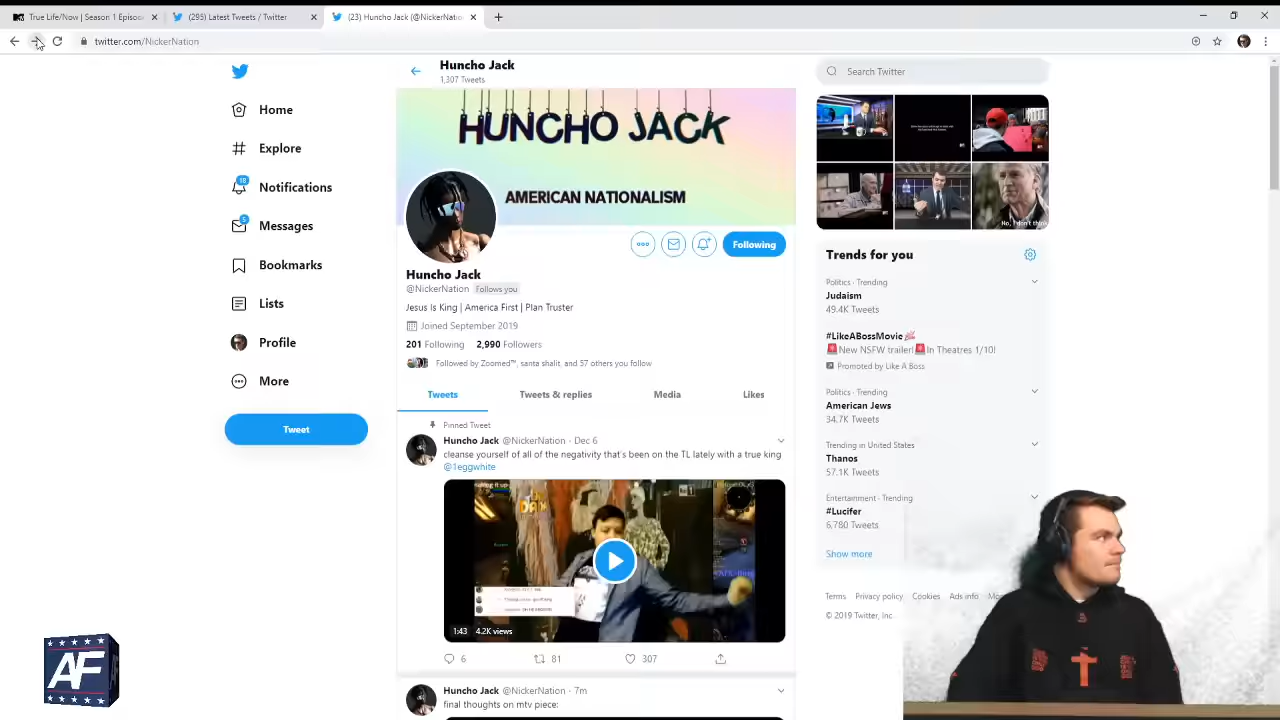 True Life/Now | Season 1 Episode
(295) Latest Tweets / Twitter
(23) Huncho Jack (@NickerNatio
twitter.com/NickerNation
Home
Explore
Notifications
18
Messages
Bookmarks
Lists
Profile
More
Tweet
Huncho Jack
1,307 Tweets
HUNCHO JACK
AMERICAN NATIONALISM
Following
Huncho Jack
@NickerNation Follows you
Jesus Is King | America First | Plan Truster
Joined September 2019
201 Following 2,990 Followers
Followed by Zoomed™, santa shalit, and 57 others you follow
Tweets Tweets & replies Media Likes
Pinned Tweet
Huncho Jack @NickerNation · Dec 6
cleanse yourself of all of the negativity that's been on the TL lately with a true king
@1eggwhite
1:43 4.2K views
6 81 307
Huncho Jack @NickerNation · 7m
final thoughts on mtv piece:
Search Twitter
No, I don't think
Trends for you
Politics · Trending
Judaism
49.4K Tweets
#LikeABossMovie
🚨New NSFW trailer!🚨In Theatres 1/10!
Promoted by Like A Boss
Politics · Trending
American Jews
34.7K Tweets
Trending in United States
Thanos
57.1K Tweets
Entertainment · Trending
#Lucifer
6,780 Tweets
Show more
Terms Privacy policy Cookies Ads info
© 2019 Twitter, Inc
AF